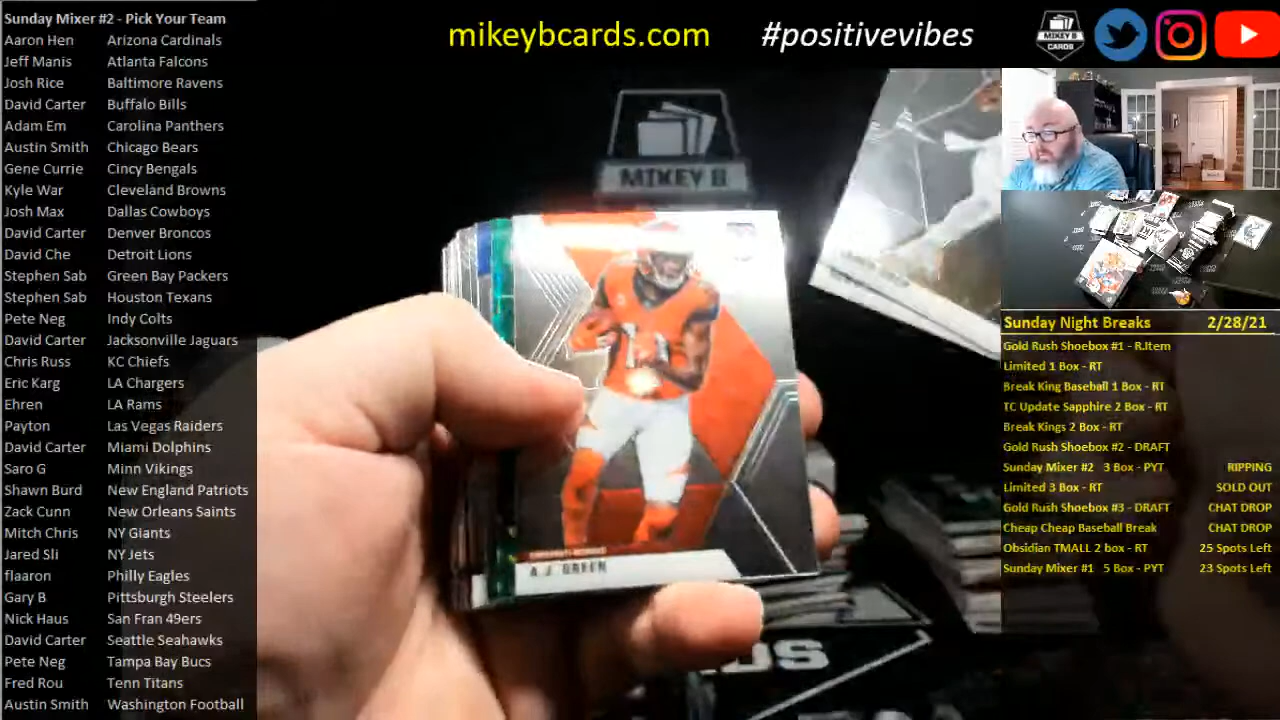 Sunday Mixer #2 - Pick Your Team
Aaron Hen Arizona Cardinals
Jeff Manis Atlanta Falcons
Josh Rice Baltimore Ravens
David Carter Buffalo Bills
Adam Em Carolina Panthers
Austin Smith Chicago Bears
Gene Currie Cincy Bengals
Kyle War Cleveland Browns
Josh Max Dallas Cowboys
David Carter Denver Broncos
David Che Detroit Lions
Stephen Sab Green Bay Packers
Stephen Sab Houston Texans
Pete Neg Indy Colts
David Carter Jacksonville Jaguars
Chris Russ KC Chiefs
Eric Karg LA Chargers
Ehren LA Rams
Payton Las Vegas Raiders
David Carter Miami Dolphins
Saro G Minn Vikings
Shawn Burd New England Patriots
Zack Cunn New Orleans Saints
Mitch Chris NY Giants
Jared Sli NY Jets
flaaron Philly Eagles
Gary B Pittsburgh Steelers
Nick Haus San Fran 49ers
David Carter Seattle Seahawks
Pete Neg Tampa Bay Bucs
Fred Rou Tenn Titans
Austin Smith Washington Football
mikeybcards.com #positivevibes
MIKEY B
CARDS
MIKEY B
A.J. GREEN
Sunday Night Breaks 2/28/21
Gold Rush Shoebox #1 - R.Item
Limited 1 Box - RT
Break King Baseball 1 Box - RT
TC Update Sapphire 2 Box - RT
Break Kings 2 Box - RT
Gold Rush Shoebox #2 - DRAFT
Sunday Mixer #2 3 Box - PYT RIPPING
Limited 3 Box - RT SOLD OUT
Gold Rush Shoebox #3 - DRAFT CHAT DROP
Cheap Cheap Baseball Break CHAT DROP
Obsidian TMALL 2 box - RT 25 Spots Left
Sunday Mixer #1 5 Box - PYT 23 Spots Left